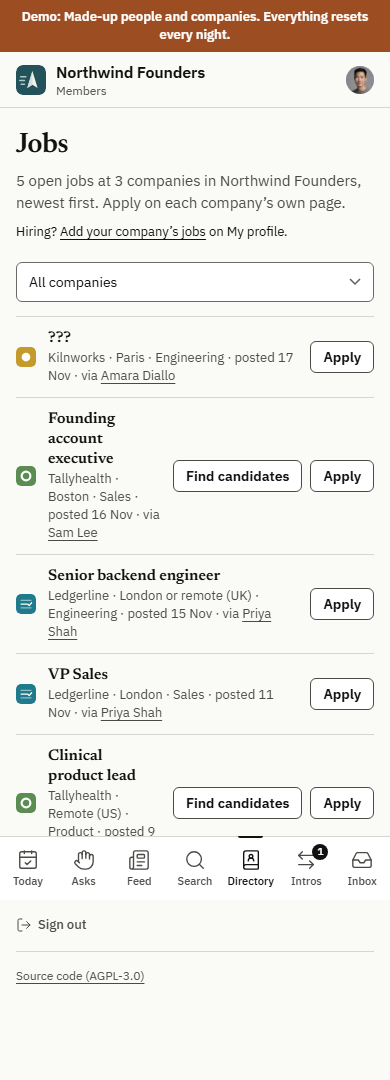 Demo: Made-up people and companies. Everything resets
every night.
Northwind Founders
Members
Jobs
5 open jobs at 3 companies in Northwind Founders,
newest first. Apply on each company’s own page.
Hiring? Add your company’s jobs on My profile.
All companies
???
Kilnworks · Paris · Engineering · posted 17
Nov · via Amara Diallo
Apply
Founding
account
executive
Tallyhealth ·
Boston · Sales ·
posted 16 Nov · via
Sam Lee
Find candidates
Apply
Senior backend engineer
Ledgerline · London or remote (UK) ·
Engineering · posted 15 Nov · via Priya
Shah
Apply
VP Sales
Ledgerline · London · Sales · posted 11
Nov · via Priya Shah
Apply
Clinical
product lead
Tallyhealth ·
Remote (US) ·
Product · posted 9
Find candidates
Apply
Today
Asks
Feed
Search
Directory
1
Intros
Inbox
Sign out
Source code (AGPL-3.0)